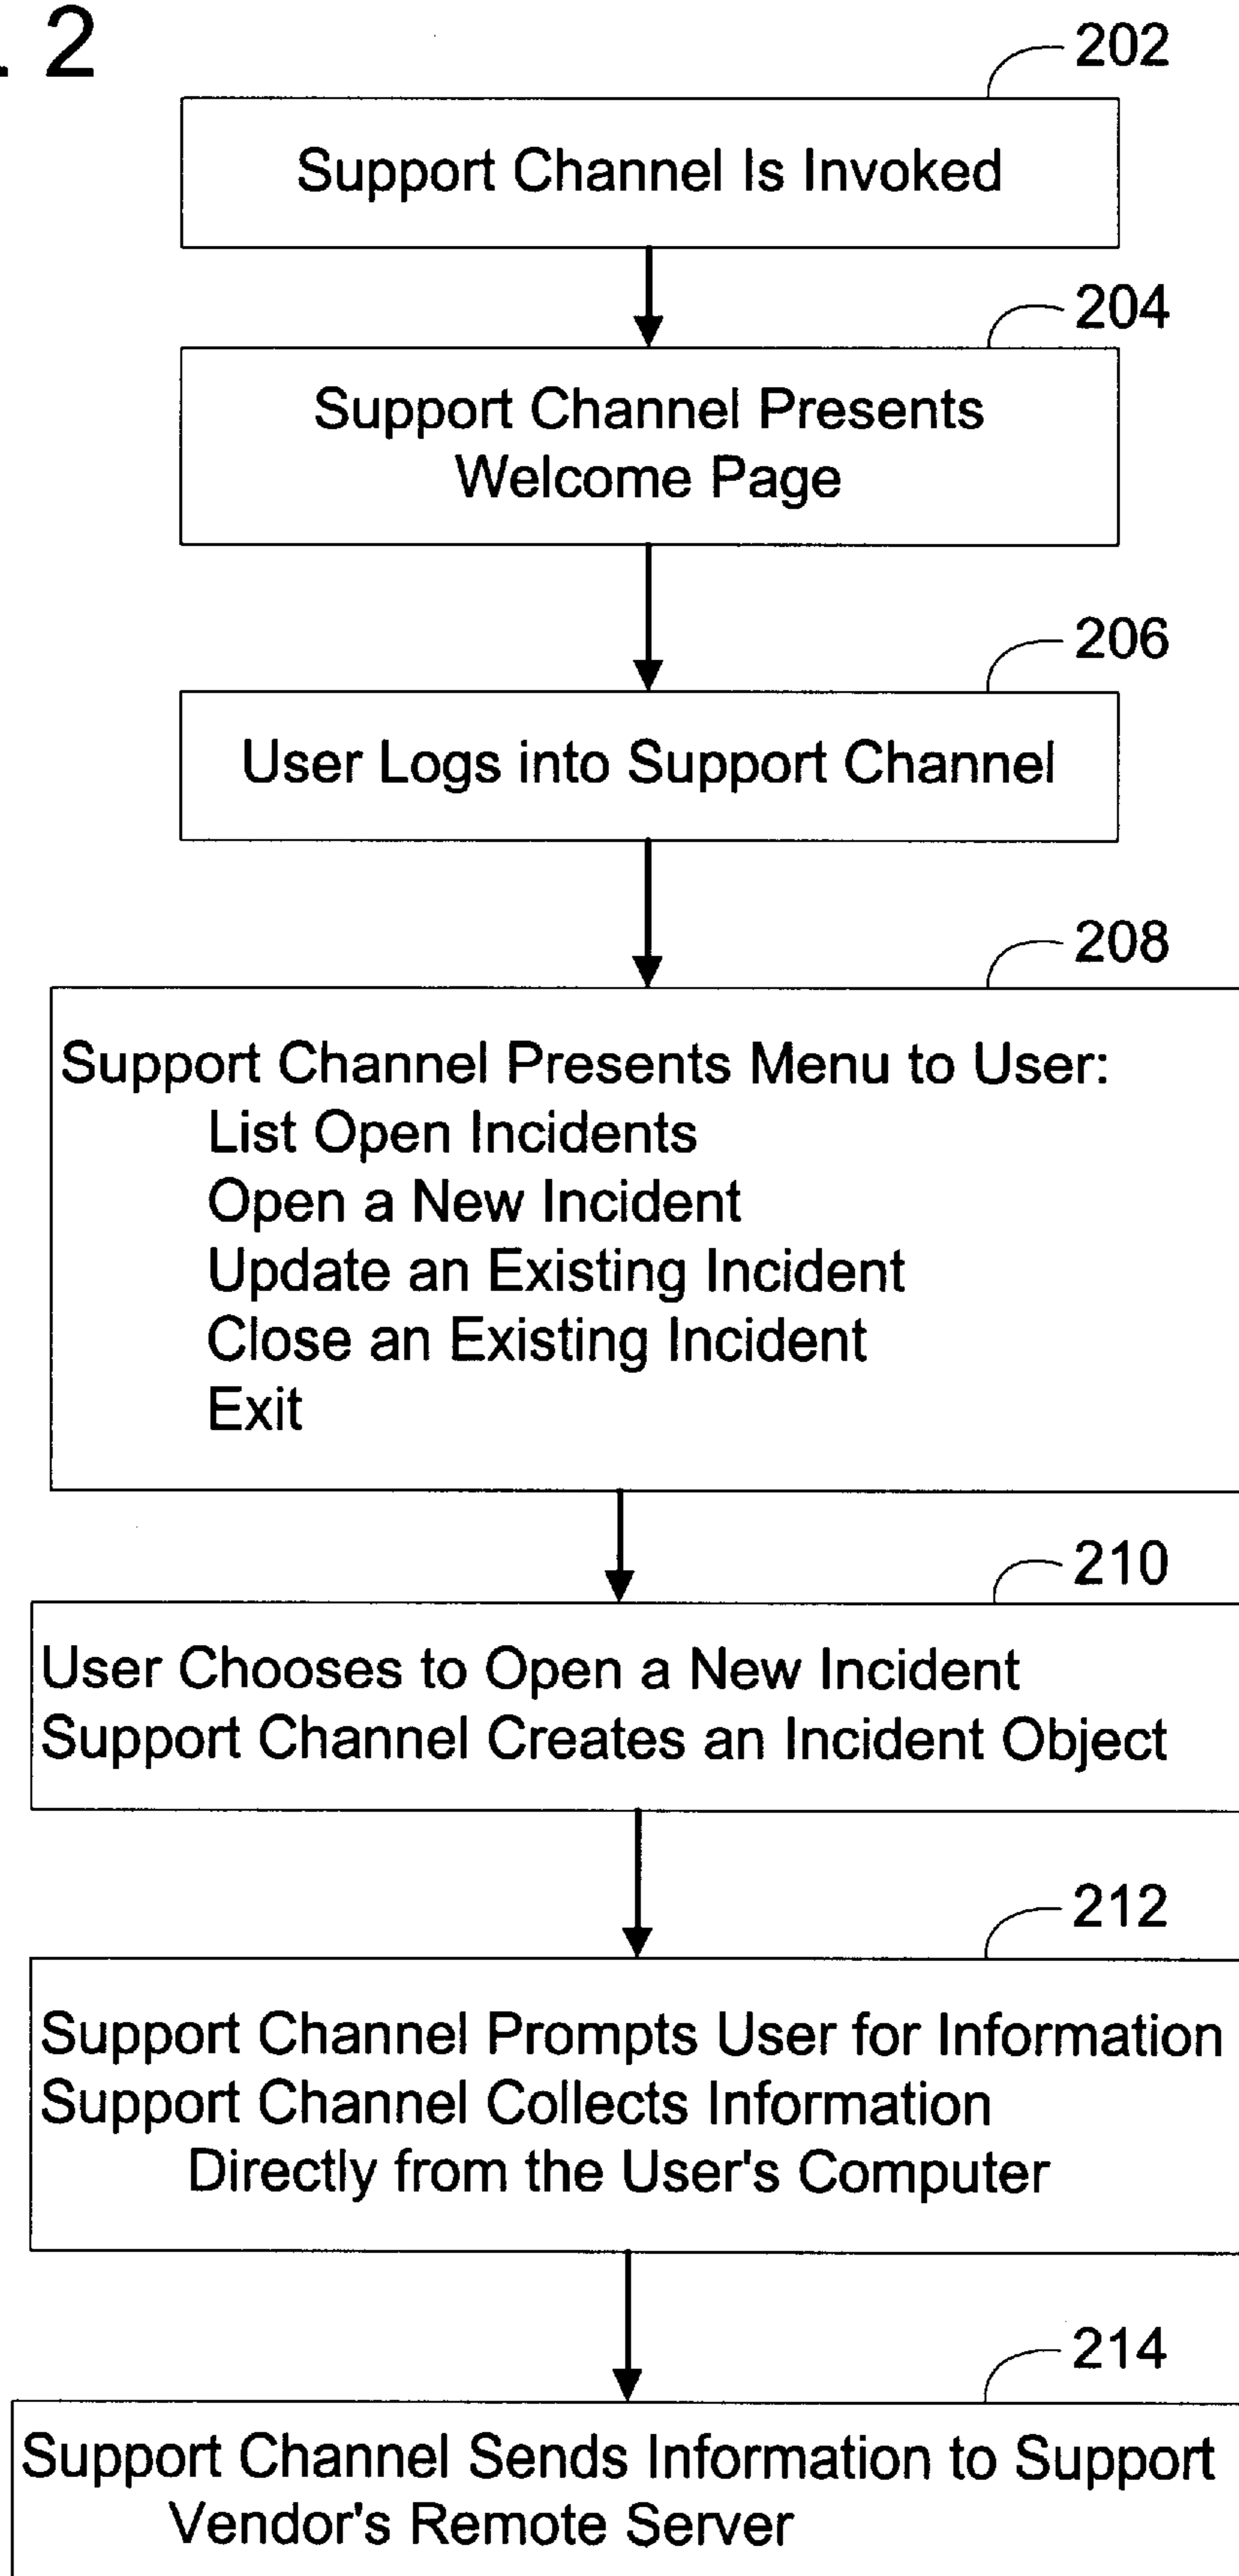 . 2
202
Support Channel Is Invoked
204
Support Channel Presents
Welcome Page
206
User Logs into Support Channel
208
Support Channel Presents Menu to User:
List Open Incidents
Open a New Incident
Update an Existing Incident
Close an Existing Incident
Exit
210
User Chooses to Open a New Incident
Support Channel Creates an Incident Object
212
Support Channel Prompts User for Information
Support Channel Collects Information
Directly from the User's Computer
214
Support Channel Sends Information to Support
Vendor's Remote Server